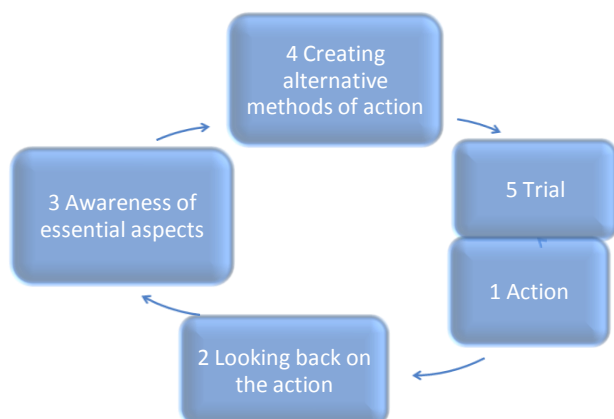 4 Creating
alternative
methods of action
5 Trial
3 Awareness of
essential aspects
1 Action
2 Looking back on
the action